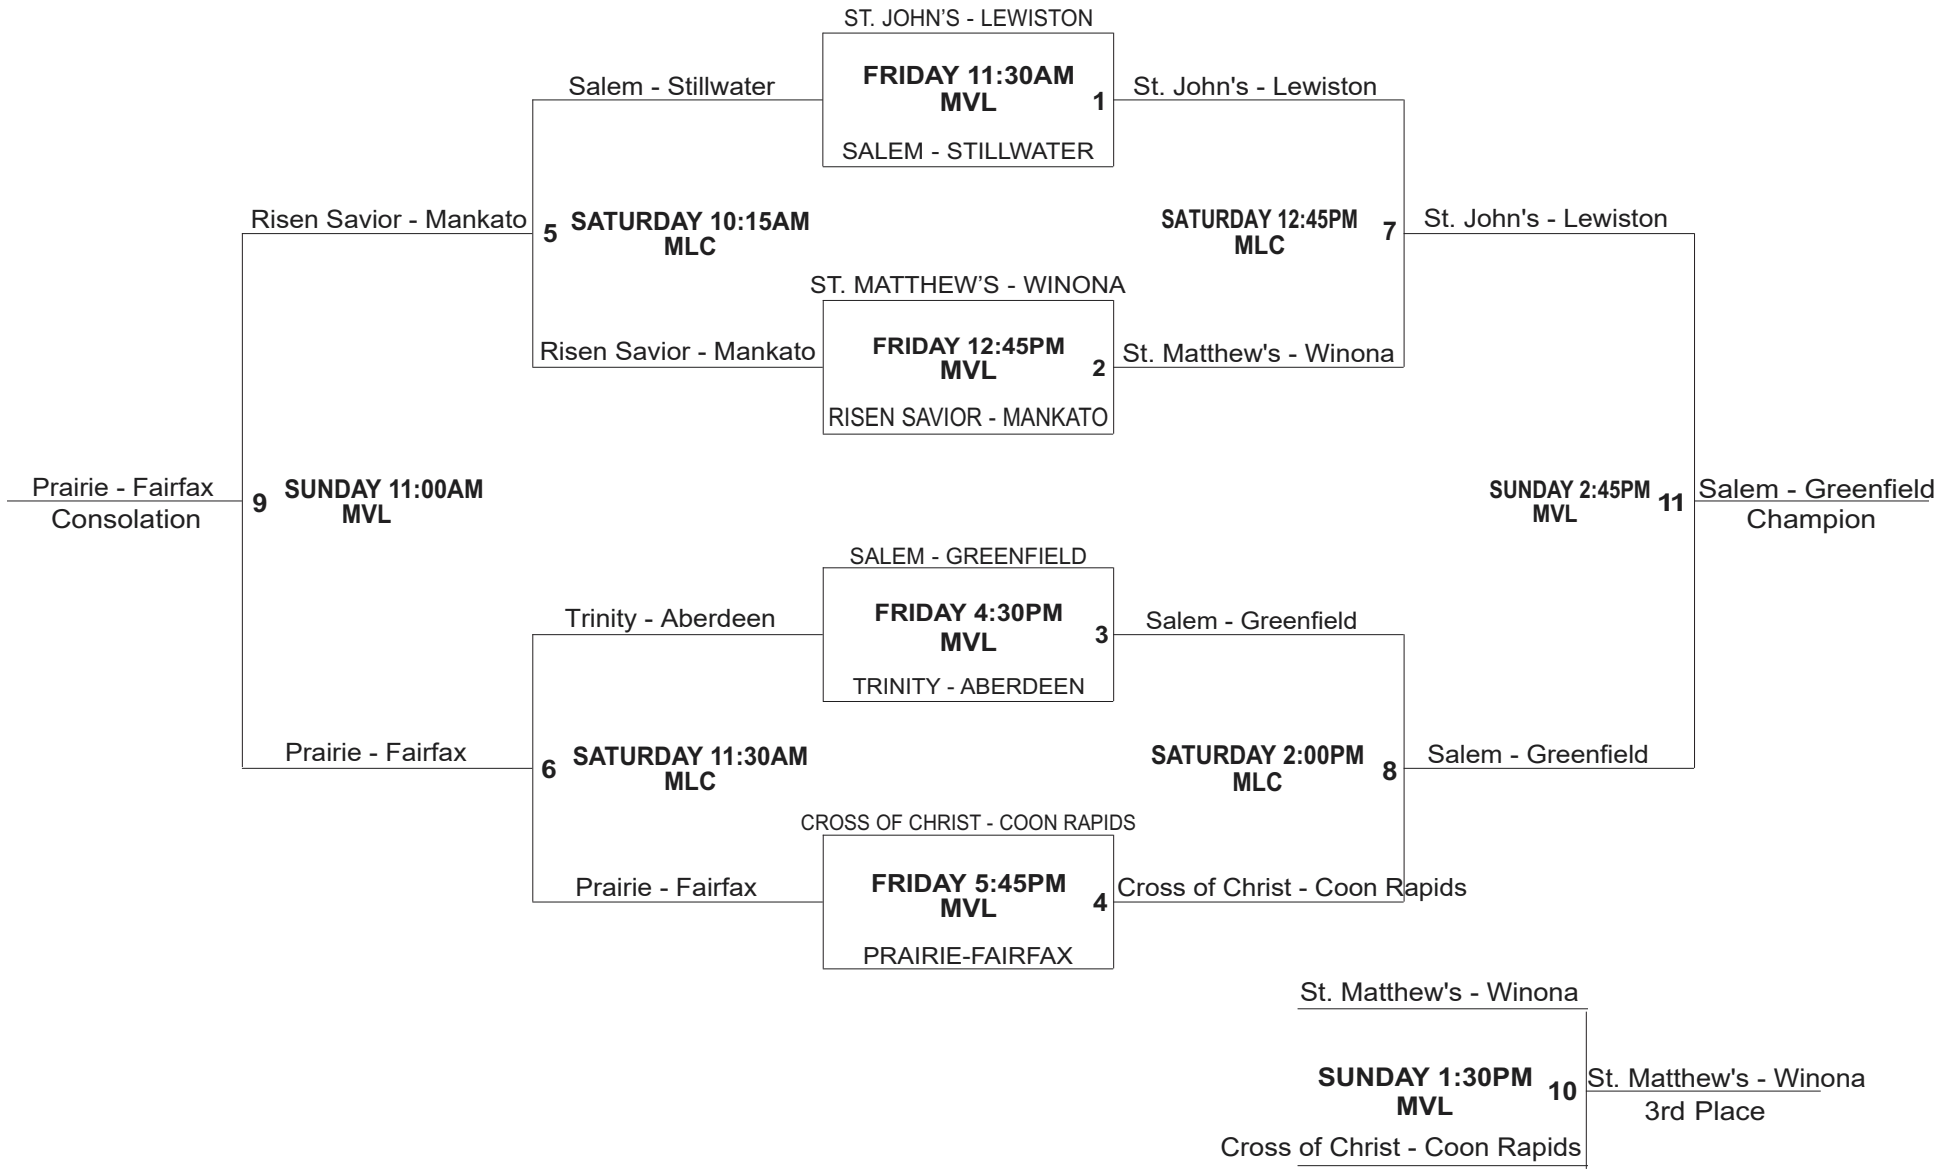 ST. JOHN’S - LEWISTON
Salem - Stillwater
FRIDAY 11:30AM
MVL
1
St. John's - Lewiston
SALEM - STILLWATER
Risen Savior - Mankato
5
SATURDAY 10:15AM
MLC
SATURDAY 12:45PM
MLC
7
St. John's - Lewiston
ST. MATTHEW’S - WINONA
Risen Savior - Mankato
FRIDAY 12:45PM
MVL
2
St. Matthew's - Winona
RISEN SAVIOR - MANKATO
Prairie - Fairfax
Consolation
9
SUNDAY 11:00AM
MVL
SUNDAY 2:45PM
MVL
11
Salem - Greenfield
Champion
SALEM - GREENFIELD
Trinity - Aberdeen
FRIDAY 4:30PM
MVL
3
Salem - Greenfield
TRINITY - ABERDEEN
Prairie - Fairfax
6
SATURDAY 11:30AM
MLC
SATURDAY 2:00PM
MLC
8
Salem - Greenfield
CROSS OF CHRIST - COON RAPIDS
Prairie - Fairfax
FRIDAY 5:45PM
MVL
4
Cross of Christ - Coon Rapids
PRAIRIE-FAIRFAX
St. Matthew's - Winona
SUNDAY 1:30PM
MVL
10
St. Matthew's - Winona
3rd Place
Cross of Christ - Coon Rapids